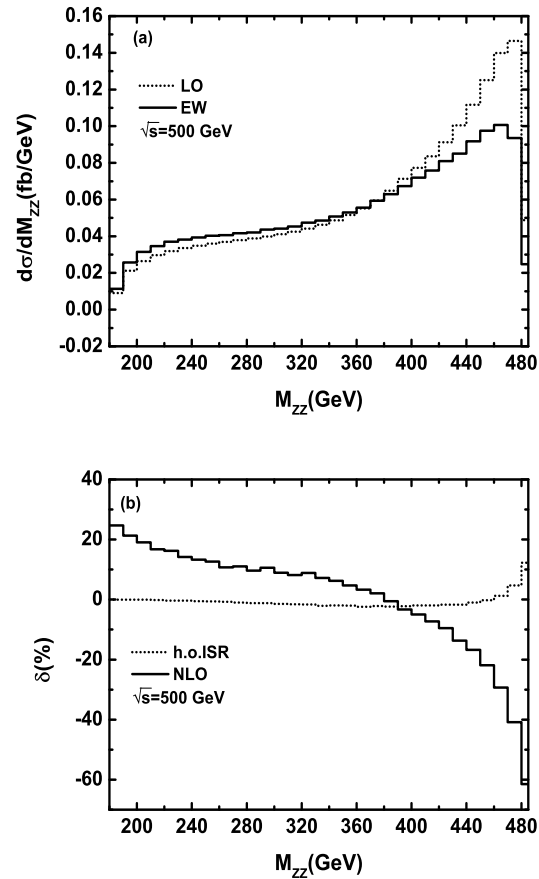 (a)
LO
EW
√s=500 GeV
dσ/dM_ZZ(fb/GeV)
0.16
0.14
0.12
0.10
0.08
0.06
0.04
0.02
0.00
-0.02
200 240 280 320 360 400 440 480
M_ZZ(GeV)
(b)
h.o.ISR
NLO
√s=500 GeV
δ(%)
40
20
0
-20
-40
-60
200 240 280 320 360 400 440 480
M_ZZ(GeV)